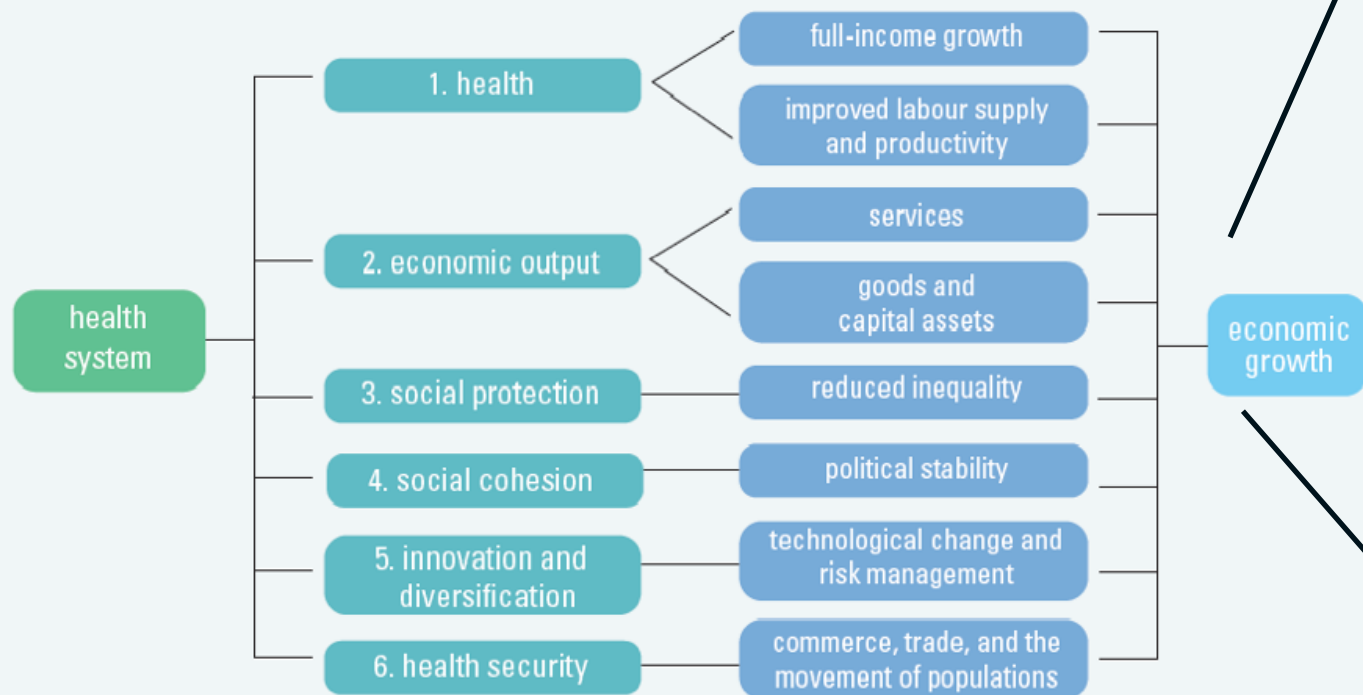 health
system
1. health
2. economic output
3. social protection
4. social cohesion
5. innovation and
diversification
6. health security
full-income growth
improved labour supply
and productivity
services
goods and
capital assets
reduced inequality
political stability
technological change and
risk management
commerce, trade, and the
movement of populations
economic
growth